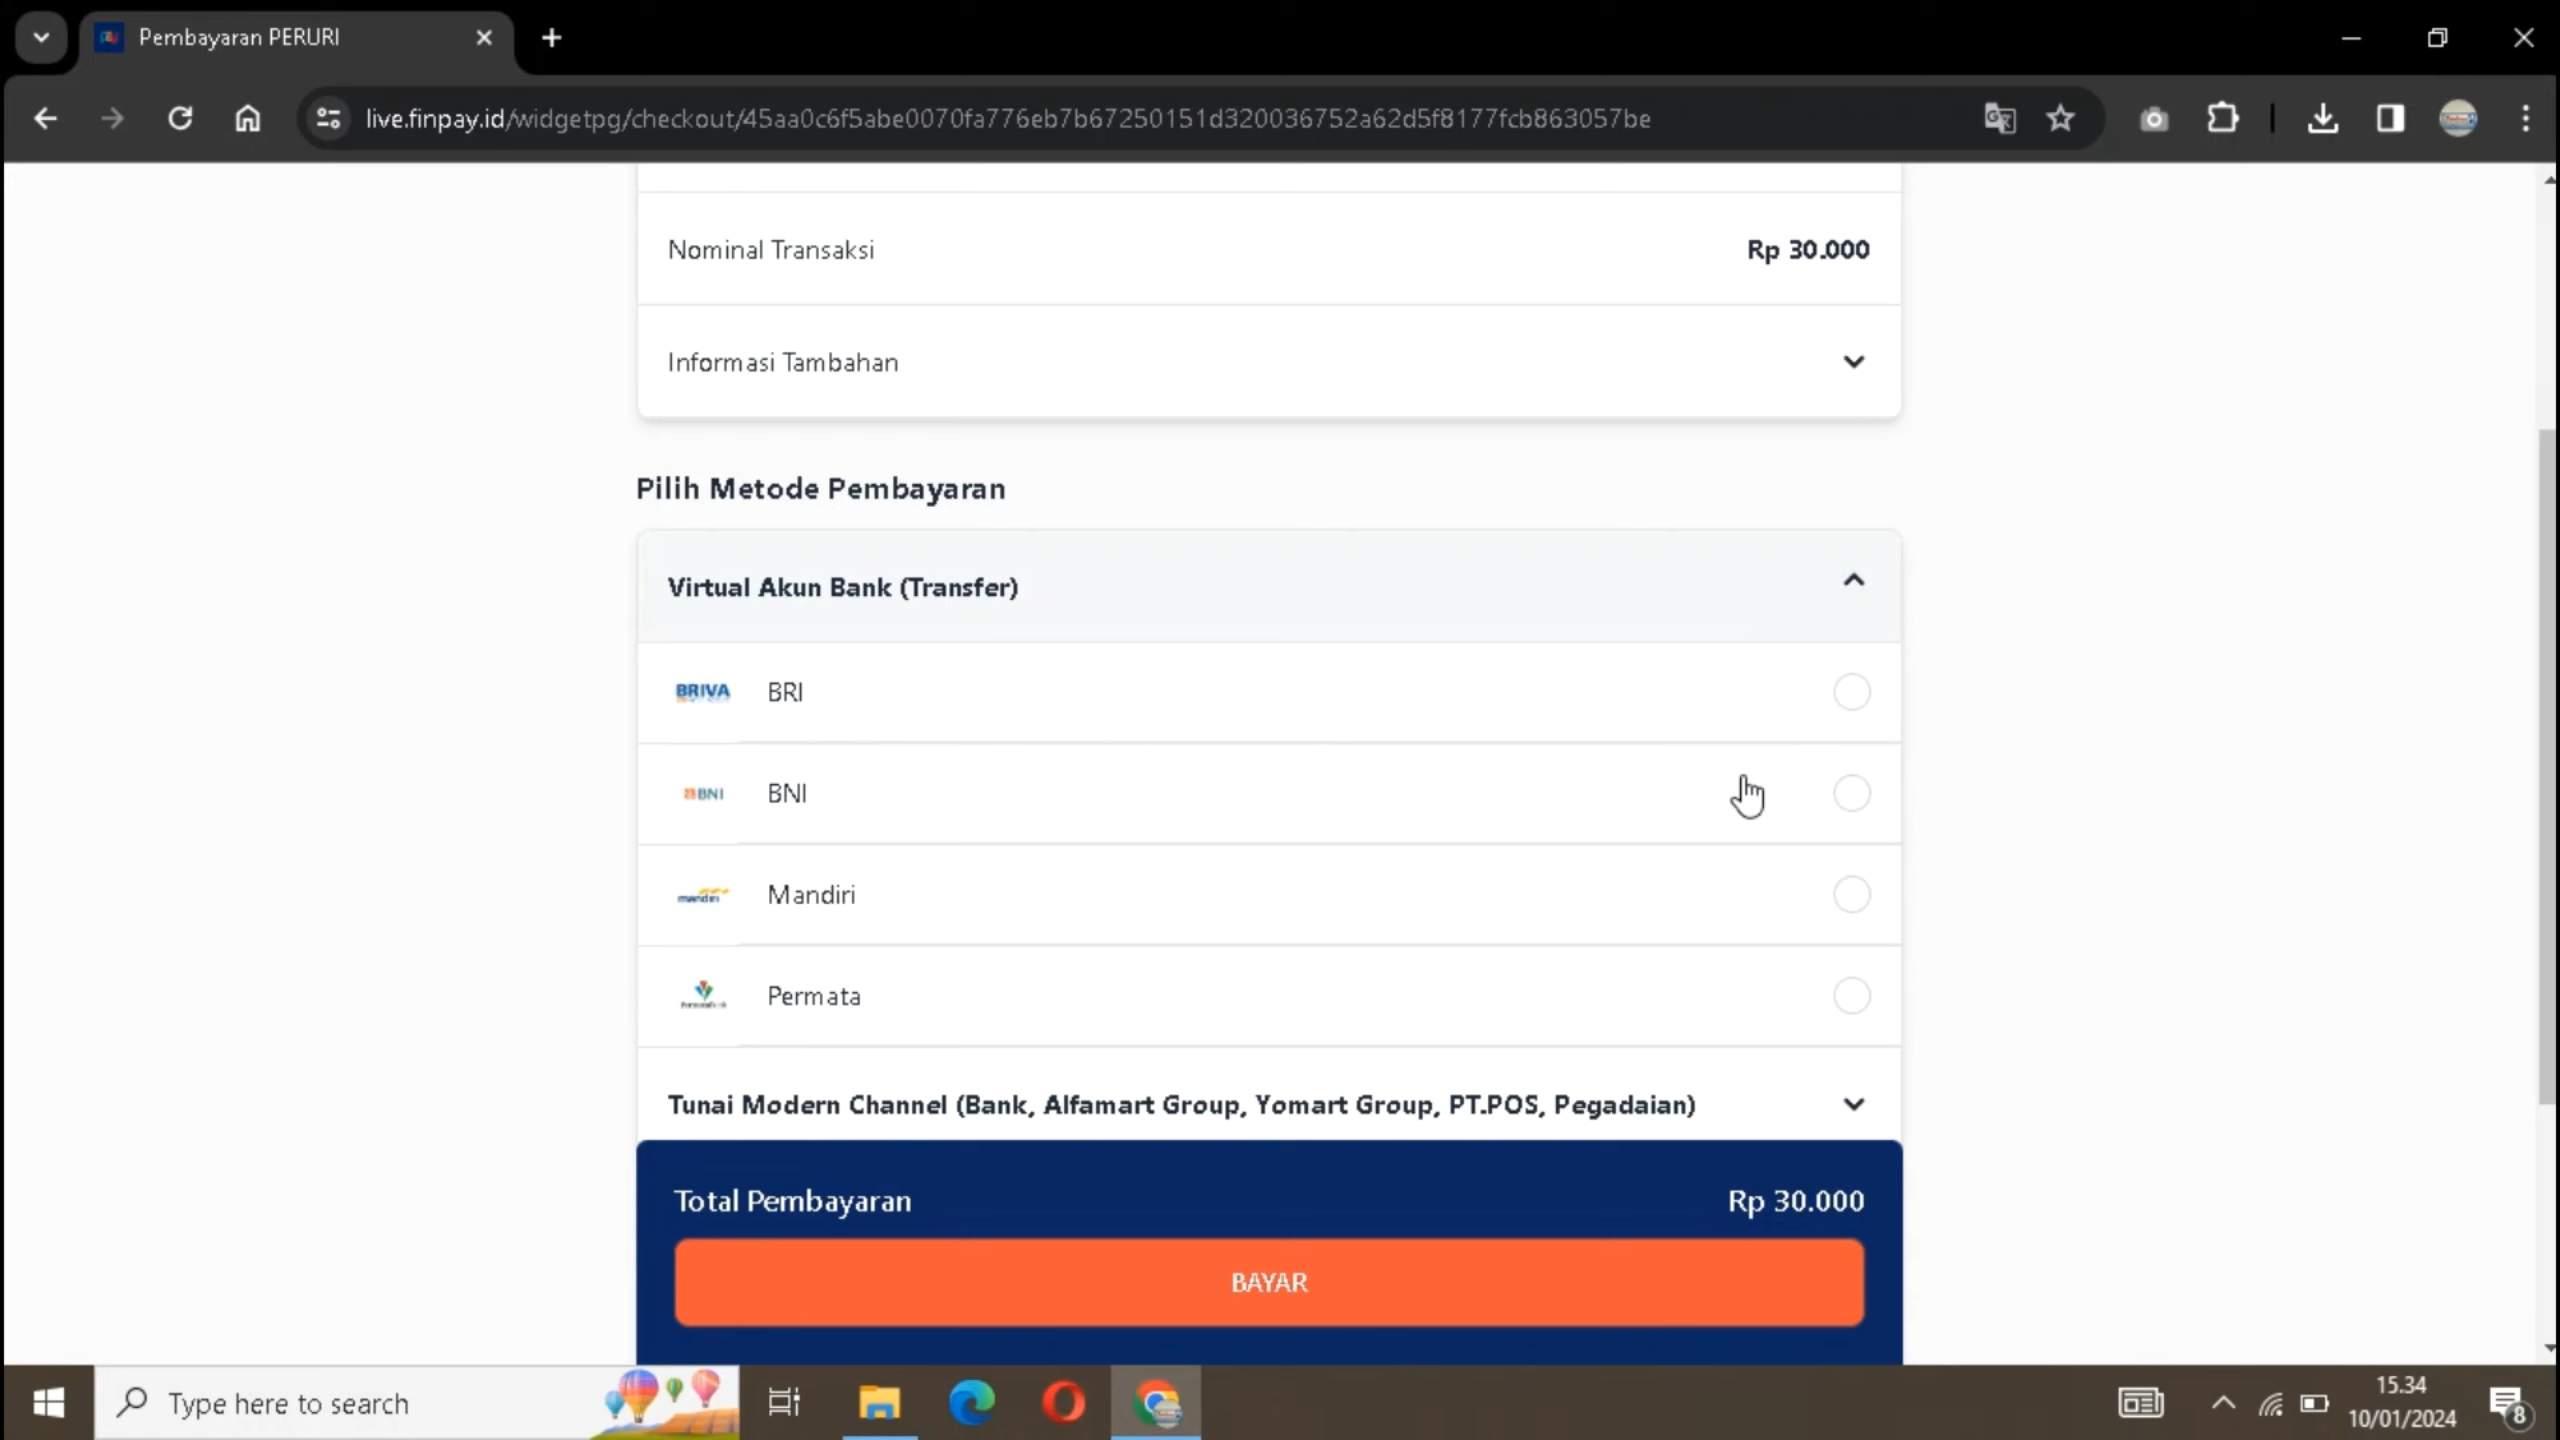 Pembayaran PERURI
live.finpay.id/widgetpg/checkout/45aa0c6f5abe0070fa776eb7b67250151d320036752a62d5f8177fcb863057be
Nominal Transaksi Rp 30.000
Informasi Tambahan
Pilih Metode Pembayaran
Virtual Akun Bank (Transfer)
BRIVA BRI
BNI BNI
mandiri Mandiri
Permata
Tunai Modern Channel (Bank, Alfamart Group, Yomart Group, PT.POS, Pegadaian)
Total Pembayaran Rp 30.000
BAYAR
Type here to search
15.34
10/01/2024
8